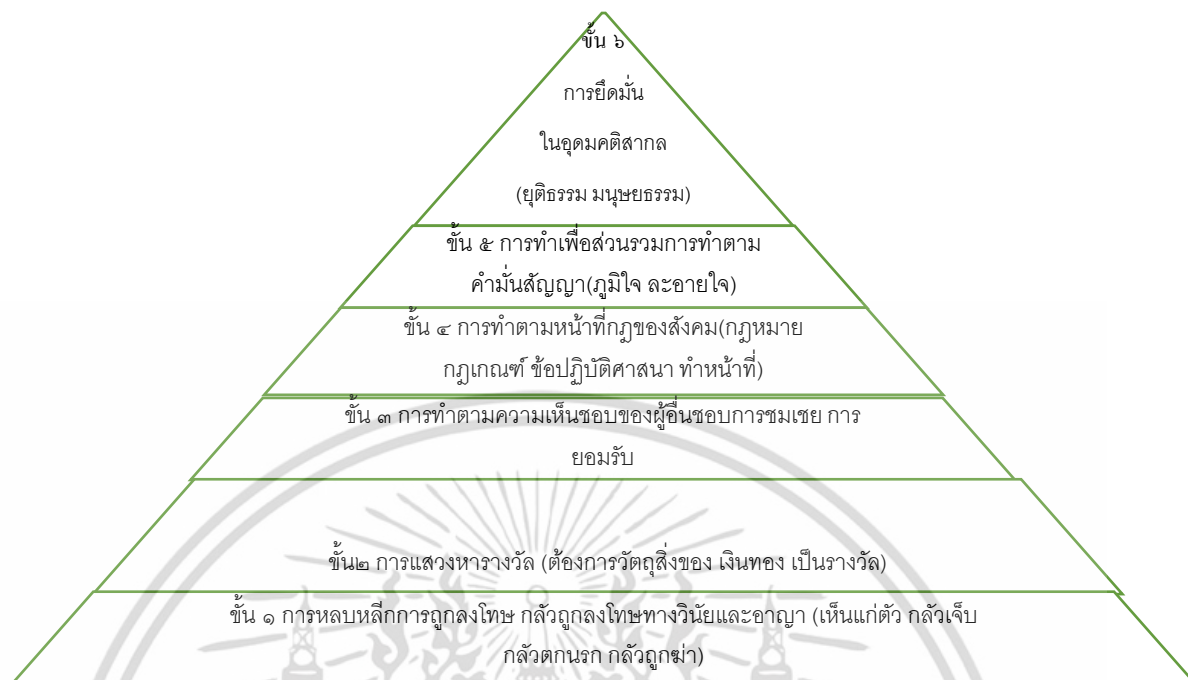 ขั้น ๖
การยึดมั่น
ในอุดมคติสากล
(ยุติธรรม มนุษยธรรม)
ขั้น ๕ การทำเพื่อส่วนรวมการทำตาม
คำมั่นสัญญา(ภูมิใจ ละอายใจ)
ขั้น ๔ การทำตามหน้าที่กฎของสังคม(กฎหมาย
กฎเกณฑ์ ข้อปฏิบัติศาสนา ทำหน้าที่)
ขั้น ๓ การทำตามความเห็นชอบของผู้อื่นชอบการชมเชย การ
ยอมรับ
ขั้น๒ การแสวงหารางวัล (ต้องการวัตถุสิ่งของ เงินทอง เป็นรางวัล)
ขั้น ๑ การหลบหลีกการถูกลงโทษ กลัวถูกลงโทษทางวินัยและอาญา (เห็นแก่ตัว กลัวเจ็บ
กลัวตกนรก กลัวถูกฆ่า)